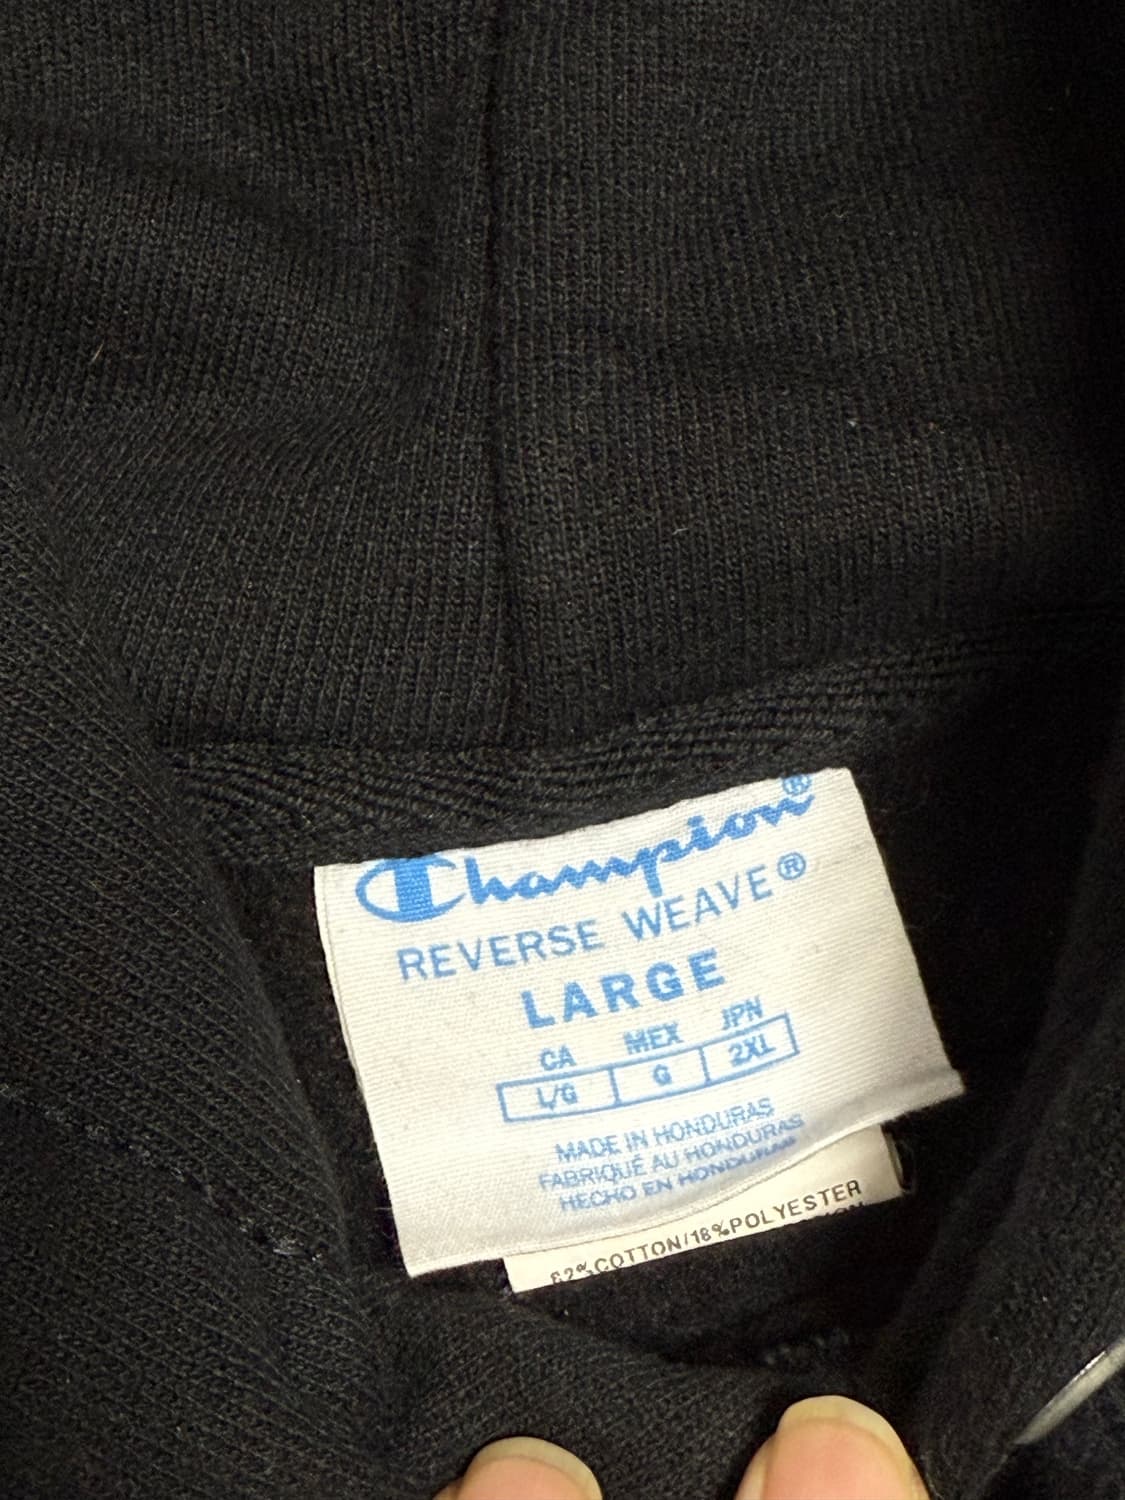 Champion®
REVERSE WEAVE®
LARGE
CA MEX JPN
L/G G 2XL
MADE IN HONDURAS
FABRIQUÉ AU HONDURAS
HECHO EN HONDURAS
82%COTTON/18%POLYESTER